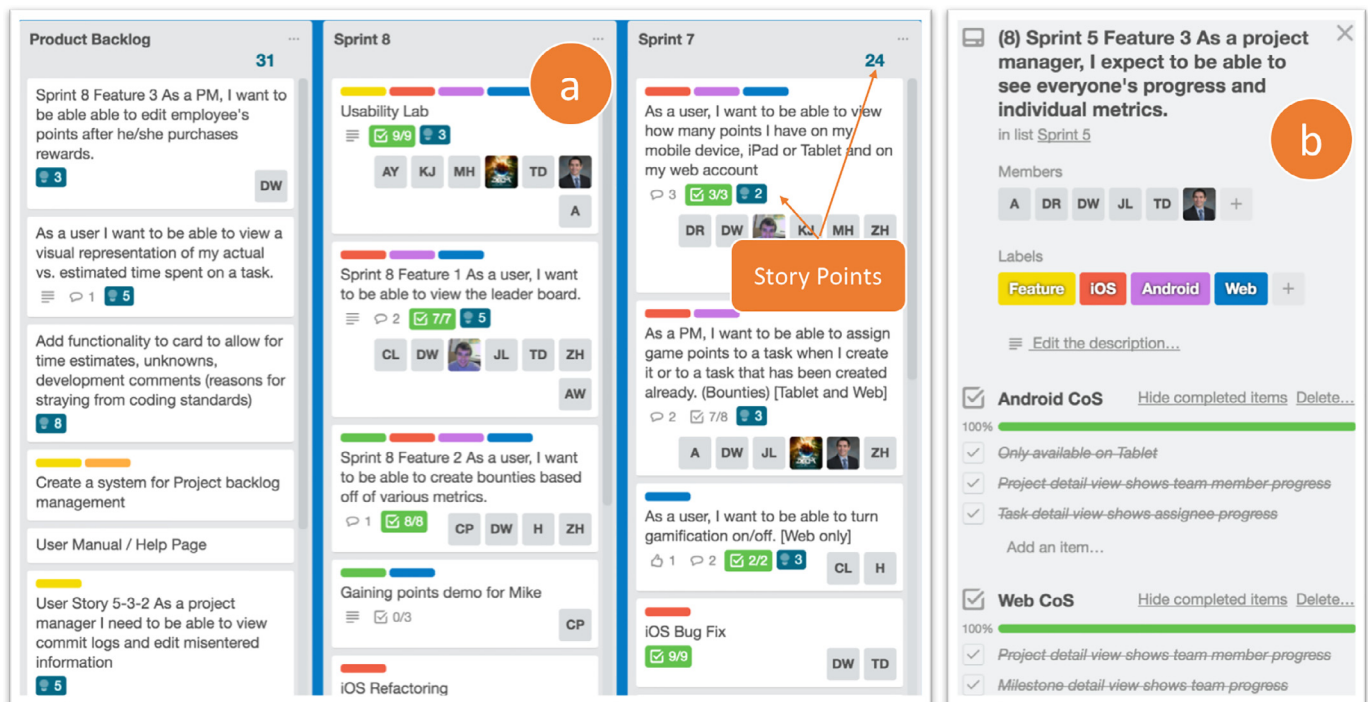 Product Backlog
...
31
Sprint 8 Feature 3 As a PM, I want to
be able able to edit employee's
points after he/she purchases
rewards.
3
DW
As a user I want to be able to view a
visual representation of my actual
vs. estimated time spent on a task.
1 5
Add functionality to card to allow for
time estimates, unknowns,
development comments (reasons for
straying from coding standards)
8
Create a system for Project backlog
management
User Manual / Help Page
User Story 5-3-2 As a project
manager I need to be able to view
commit logs and edit misentered
information
5
Sprint 8
...
a
Usability Lab
9/9 3
AY KJ MH TD
A
Sprint 8 Feature 1 As a user, I want
to be able to view the leader board.
2 7/7 5
CL DW JL TD ZH
AW
Sprint 8 Feature 2 As a user, I want
to be able to create bounties based
off of various metrics.
1 8/8
CP DW H ZH
Gaining points demo for Mike
0/3
CP
iOS Refactoring
Sprint 7
...
24
As a user, I want to be able to view
how many points I have on my
mobile device, iPad or Tablet and on
my web account
3 3/3 2
DR DW KJ MH ZH
Story Points
As a PM, I want to be able to assign
game points to a task when I create
it or to a task that has been created
already. (Bounties) [Tablet and Web]
2 7/8 3
A DW JL ZH
As a user, I want to be able to turn
gamification on/off. [Web only]
1 2 2/2 3
CL H
iOS Bug Fix
9/9
DW TD
(8) Sprint 5 Feature 3 As a project
manager, I expect to be able to
see everyone's progress and
individual metrics.
in list Sprint 5
b
Members
A DR DW JL TD +
Labels
Feature iOS Android Web +
Edit the description...
Android CoS Hide completed items Delete...
100%
Only available on Tablet
Project detail view shows team member progress
Task detail view shows assignee progress
Add an item...
Web CoS Hide completed items Delete...
100%
Project detail view shows team member progress
Milestone detail view shows team progress